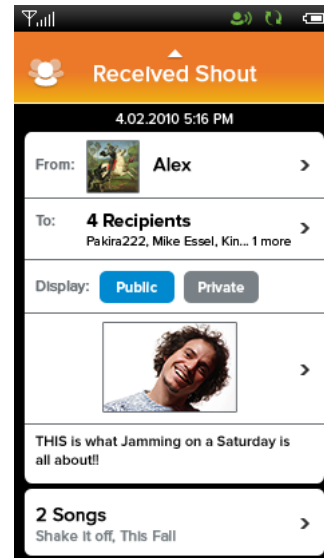 Received Shout
4.02.2010 5:16 PM
From: Alex
To: 4 Recipients
Pakira222, Mike Essel, Kin... 1 more
Display: Public Private
THIS is what Jamming on a Saturday is
all about!!
2 Songs
Shake it off, This Fall